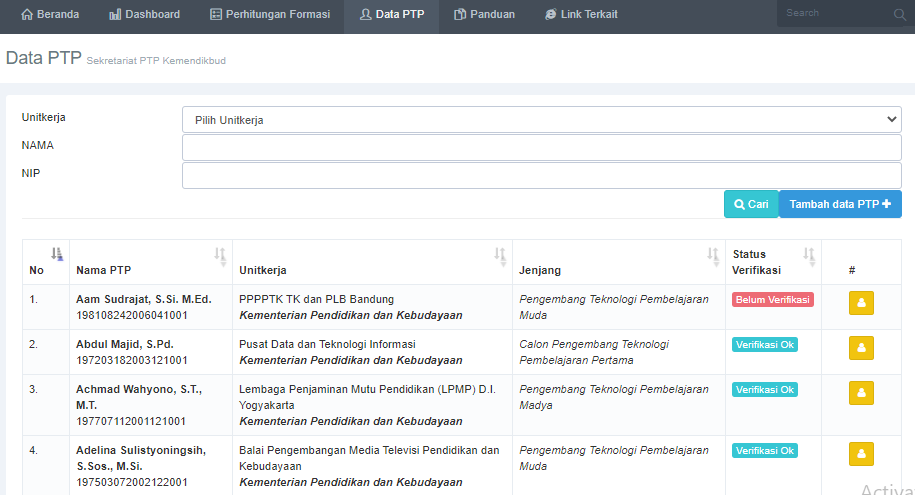 Beranda Dashboard Perhitungan Formasi Data PTP Panduan Link Terkait Search
Data PTP Sekretariat PTP Kemendikbud
Unitkerja Pilih Unitkerja
NAMA
NIP
Cari Tambah data PTP
No Nama PTP Unitkerja Jenjang Status Verifikasi #
1. Aam Sudrajat, S.Si. M.Ed. PPPPTK TK dan PLB Bandung Pengembang Teknologi Pembelajaran Belum Verifikasi
198108242006041001 Kementerian Pendidikan dan Kebudayaan Muda
2. Abdul Majid, S.Pd. Pusat Data dan Teknologi Informasi Calon Pengembang Teknologi Verifikasi Ok
197203182003121001 Kementerian Pendidikan dan Kebudayaan Pembelajaran Pertama
3. Achmad Wahyono, S.T., Lembaga Penjaminan Mutu Pendidikan (LPMP) D.I. Pengembang Teknologi Pembelajaran Verifikasi Ok
M.T. Yogyakarta Madya
197707112001121001 Kementerian Pendidikan dan Kebudayaan
4. Adelina Sulistyoningsih, Balai Pengembangan Media Televisi Pendidikan dan Pengembang Teknologi Pembelajaran Verifikasi Ok
S.Sos., M.Si. Kebudayaan Muda
197503072002122001 Kementerian Pendidikan dan Kebudayaan
Activa